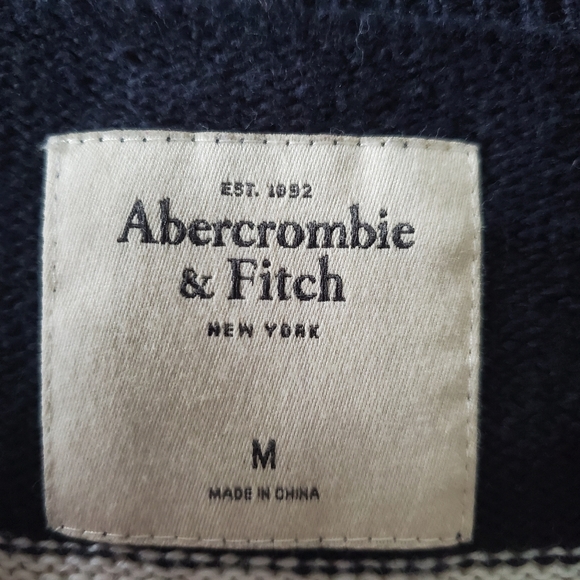 EST. 1892
Abercrombie
& Fitch
NEW YORK
M
MADE IN CHINA